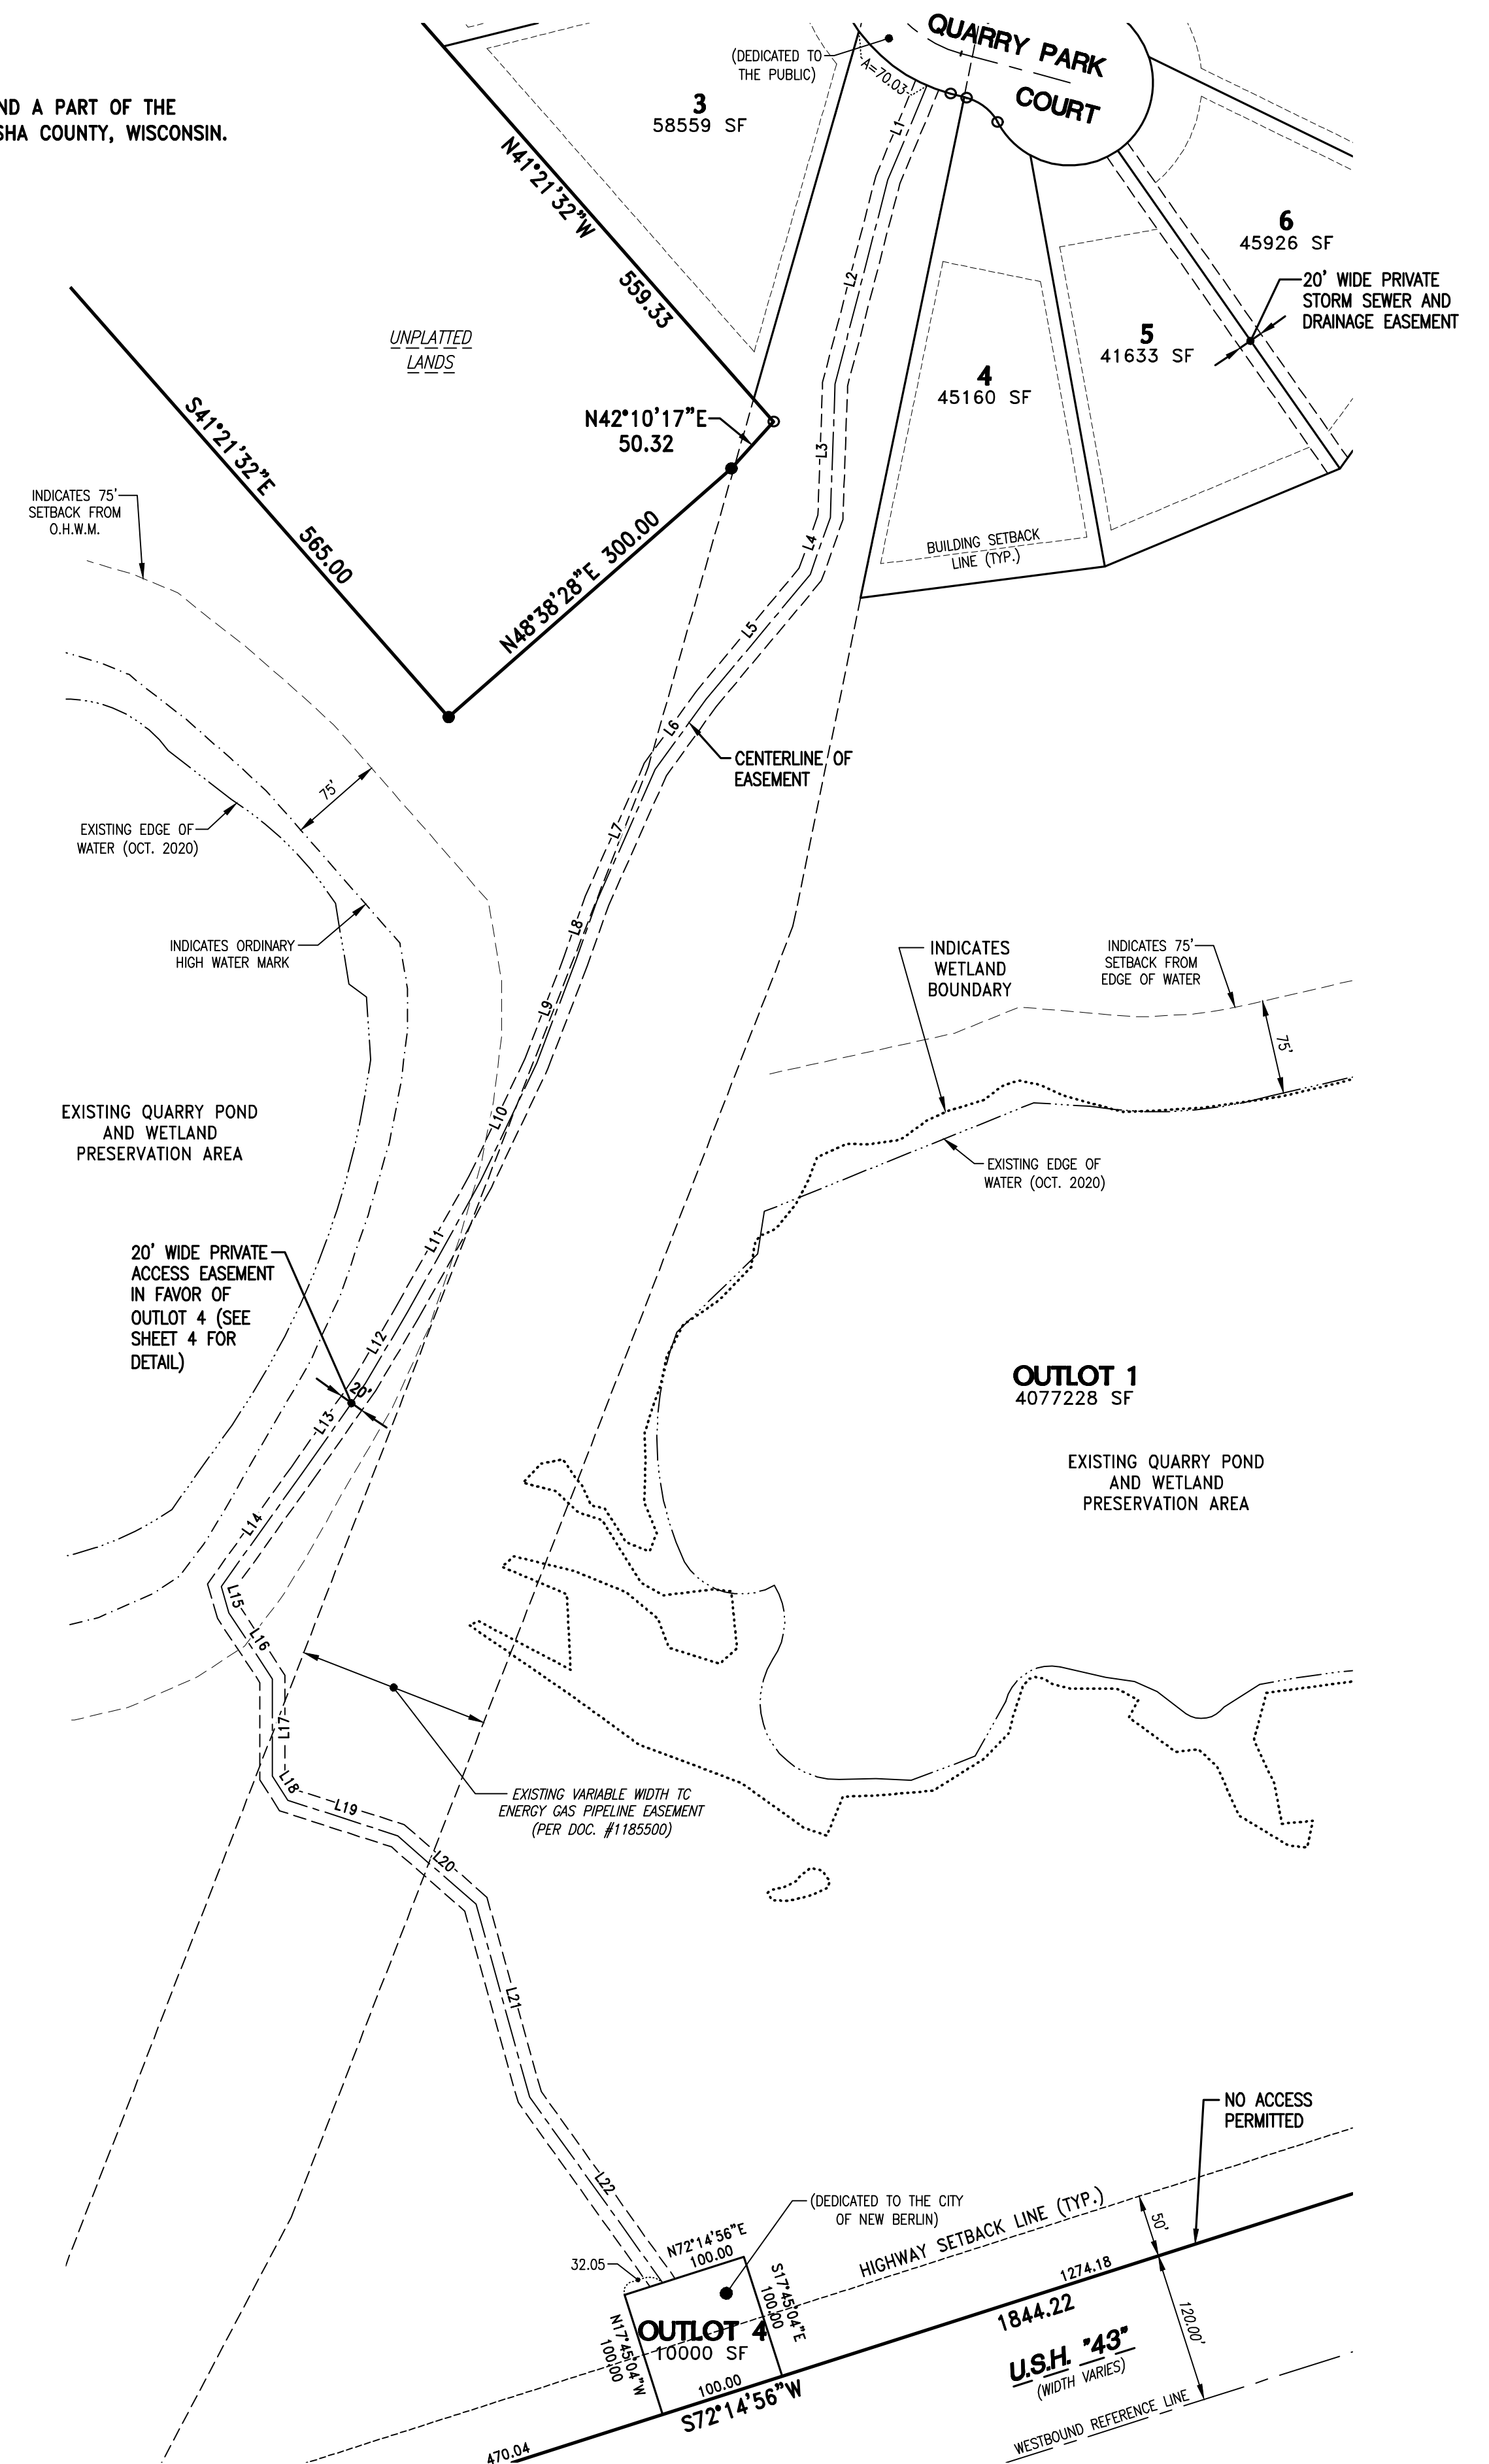 ND A PART OF THE
SHA COUNTY, WISCONSIN.
(DEDICATED TO
THE PUBLIC)
QUARRY PARK
COURT
A=70.03
3
58559 SF
N41°21'32"W
559.33
L1
L2
L3
L4
L5
L6
L7
L8
L9
L10
L11
L12
L13
L14
L15
L16
L17
L18
L19
L20
L21
L22
6
45926 SF
20' WIDE PRIVATE
STORM SEWER AND
DRAINAGE EASEMENT
5
41633 SF
4
45160 SF
UNPLATTED
LANDS
N42°10'17"E
50.32
S41°21'32"E
565.00
N48°38'28"E 300.00
INDICATES 75'
SETBACK FROM
O.H.W.M.
BUILDING SETBACK
LINE (TYP.)
CENTERLINE OF
EASEMENT
75'
EXISTING EDGE OF
WATER (OCT. 2020)
INDICATES ORDINARY
HIGH WATER MARK
INDICATES
WETLAND
BOUNDARY
INDICATES 75'
SETBACK FROM
EDGE OF WATER
75'
EXISTING QUARRY POND
AND WETLAND
PRESERVATION AREA
EXISTING EDGE OF
WATER (OCT. 2020)
20' WIDE PRIVATE
ACCESS EASEMENT
IN FAVOR OF
OUTLOT 4 (SEE
SHEET 4 FOR
DETAIL)
20'
OUTLOT 1
4077228 SF
EXISTING QUARRY POND
AND WETLAND
PRESERVATION AREA
EXISTING VARIABLE WIDTH TC
ENERGY GAS PIPELINE EASEMENT
(PER DOC. #1185500)
NO ACCESS
PERMITTED
(DEDICATED TO THE CITY
OF NEW BERLIN)
HIGHWAY SETBACK LINE (TYP.)
50'
N72°14'56"E
100.00
32.05
S17°45'04"E
100.00
N17°45'04"W
100.00
OUTLOT 4
10000 SF
100.00
S72°14'56"W
1274.18
1844.22
120.00'
U.S.H. "43"
(WIDTH VARIES)
WESTBOUND REFERENCE LINE
470.04